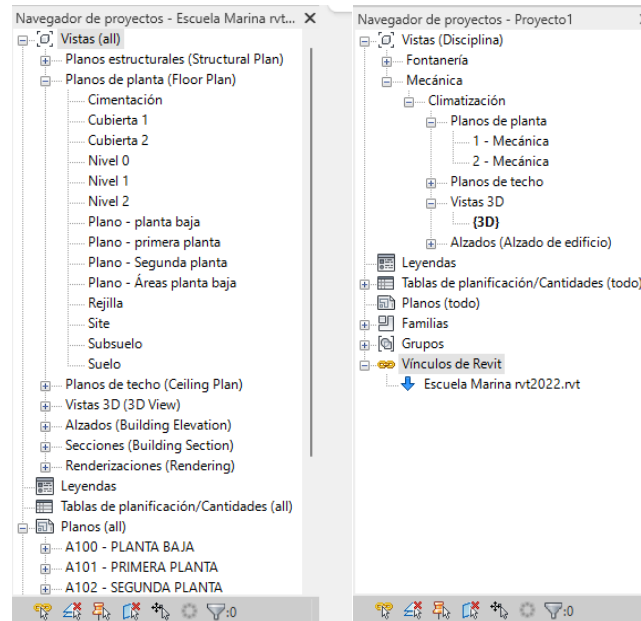 Navegador de proyectos - Escuela Marina rvt...
Vistas (all)
Planos estructurales (Structural Plan)
Planos de planta (Floor Plan)
Cimentación
Cubierta 1
Cubierta 2
Nivel 0
Nivel 1
Nivel 2
Plano - planta baja
Plano - primera planta
Plano - Segunda planta
Plano - Áreas planta baja
Rejilla
Site
Subsuelo
Suelo
Planos de techo (Ceiling Plan)
Vistas 3D (3D View)
Alzados (Building Elevation)
Secciones (Building Section)
Renderizaciones (Rendering)
Leyendas
Tablas de planificación/Cantidades (all)
Planos (all)
A100 - PLANTA BAJA
A101 - PRIMERA PLANTA
A102 - SEGUNDA PLANTA
:0
Navegador de proyectos - Proyecto1
Vistas (Disciplina)
Fontanería
Mecánica
Climatización
Planos de planta
1 - Mecánica
2 - Mecánica
Planos de techo
Vistas 3D
{3D}
Alzados (Alzado de edificio)
Leyendas
Tablas de planificación/Cantidades (todo)
Planos (todo)
Familias
Grupos
Vínculos de Revit
Escuela Marina rvt2022.rvt
:0